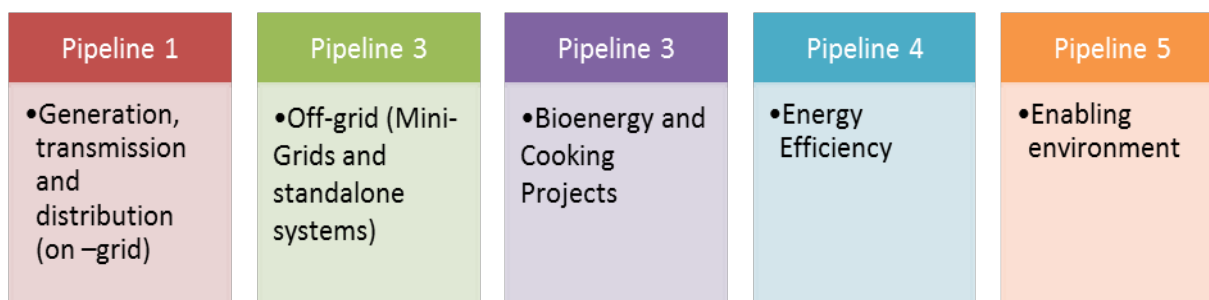 Pipeline 1
•Generation,
transmission
and
distribution
(on –grid)
Pipeline 3
•Off-grid (Mini-
Grids and
standalone
systems)
Pipeline 3
•Bioenergy and
Cooking
Projects
Pipeline 4
•Energy
Efficiency
Pipeline 5
•Enabling
environment